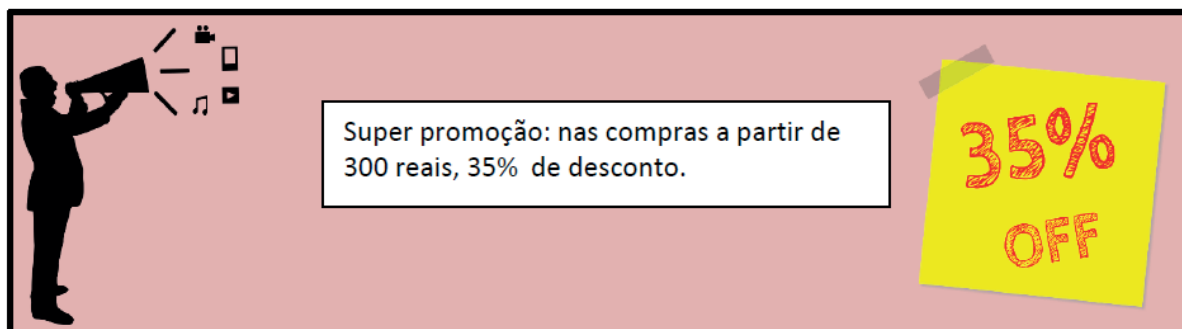 Super promoção: nas compras a partir de
300 reais, 35% de desconto.
35%
OFF